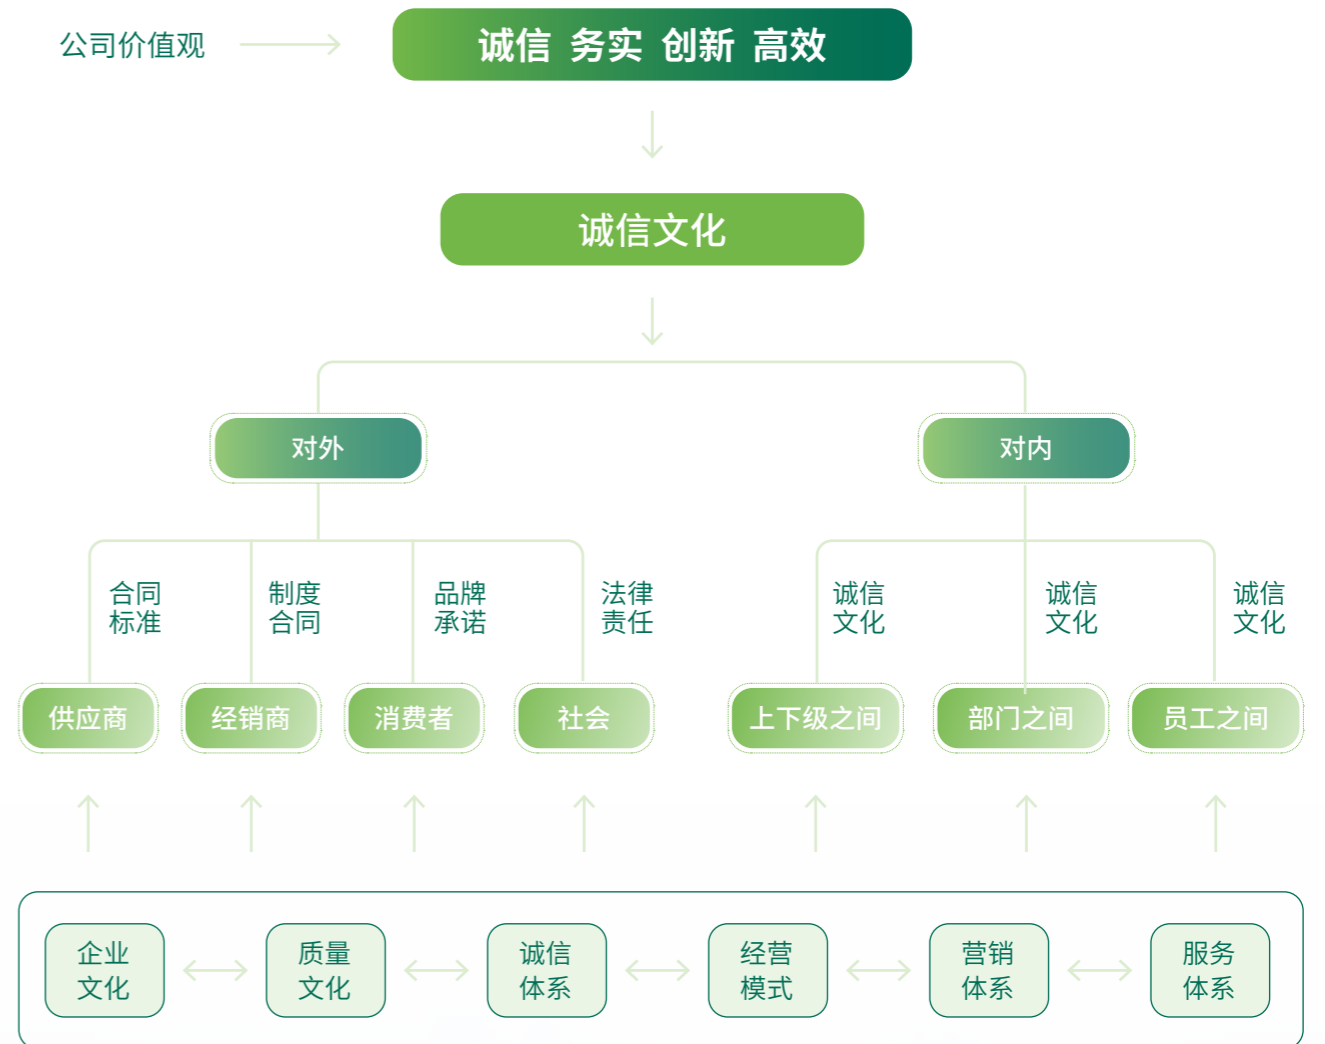 公司价值观
诚信 务实 创新 高效
诚信文化
对外
对内
合同
标准
制度
合同
品牌
承诺
法律
责任
诚信
文化
诚信
文化
诚信
文化
供应商
经销商
消费者
社会
上下级之间
部门之间
员工之间
企业
文化
质量
文化
诚信
体系
经营
模式
营销
体系
服务
体系